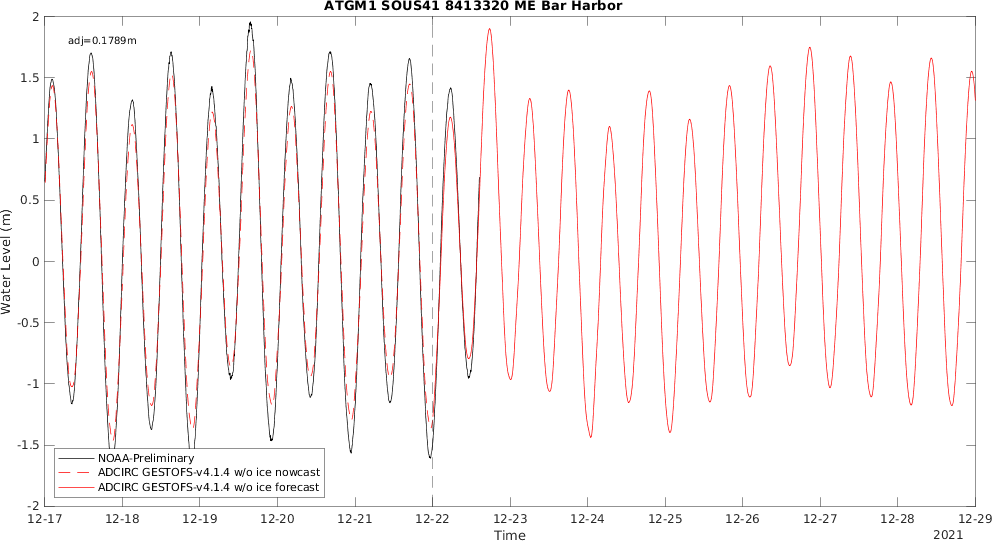 ATGM1 SOUS41 8413320 ME Bar Harbor
adj=0.1789m
2
1.5
1
0.5
0
-0.5
-1
-1.5
-2
Water Level (m)
NOAA-Preliminary
ADCIRC GESTOFS-v4.1.4 w/o ice nowcast
ADCIRC GESTOFS-v4.1.4 w/o ice forecast
12-17 12-18 12-19 12-20 12-21 12-22 12-23 12-24 12-25 12-26 12-27 12-28 12-29
Time
2021